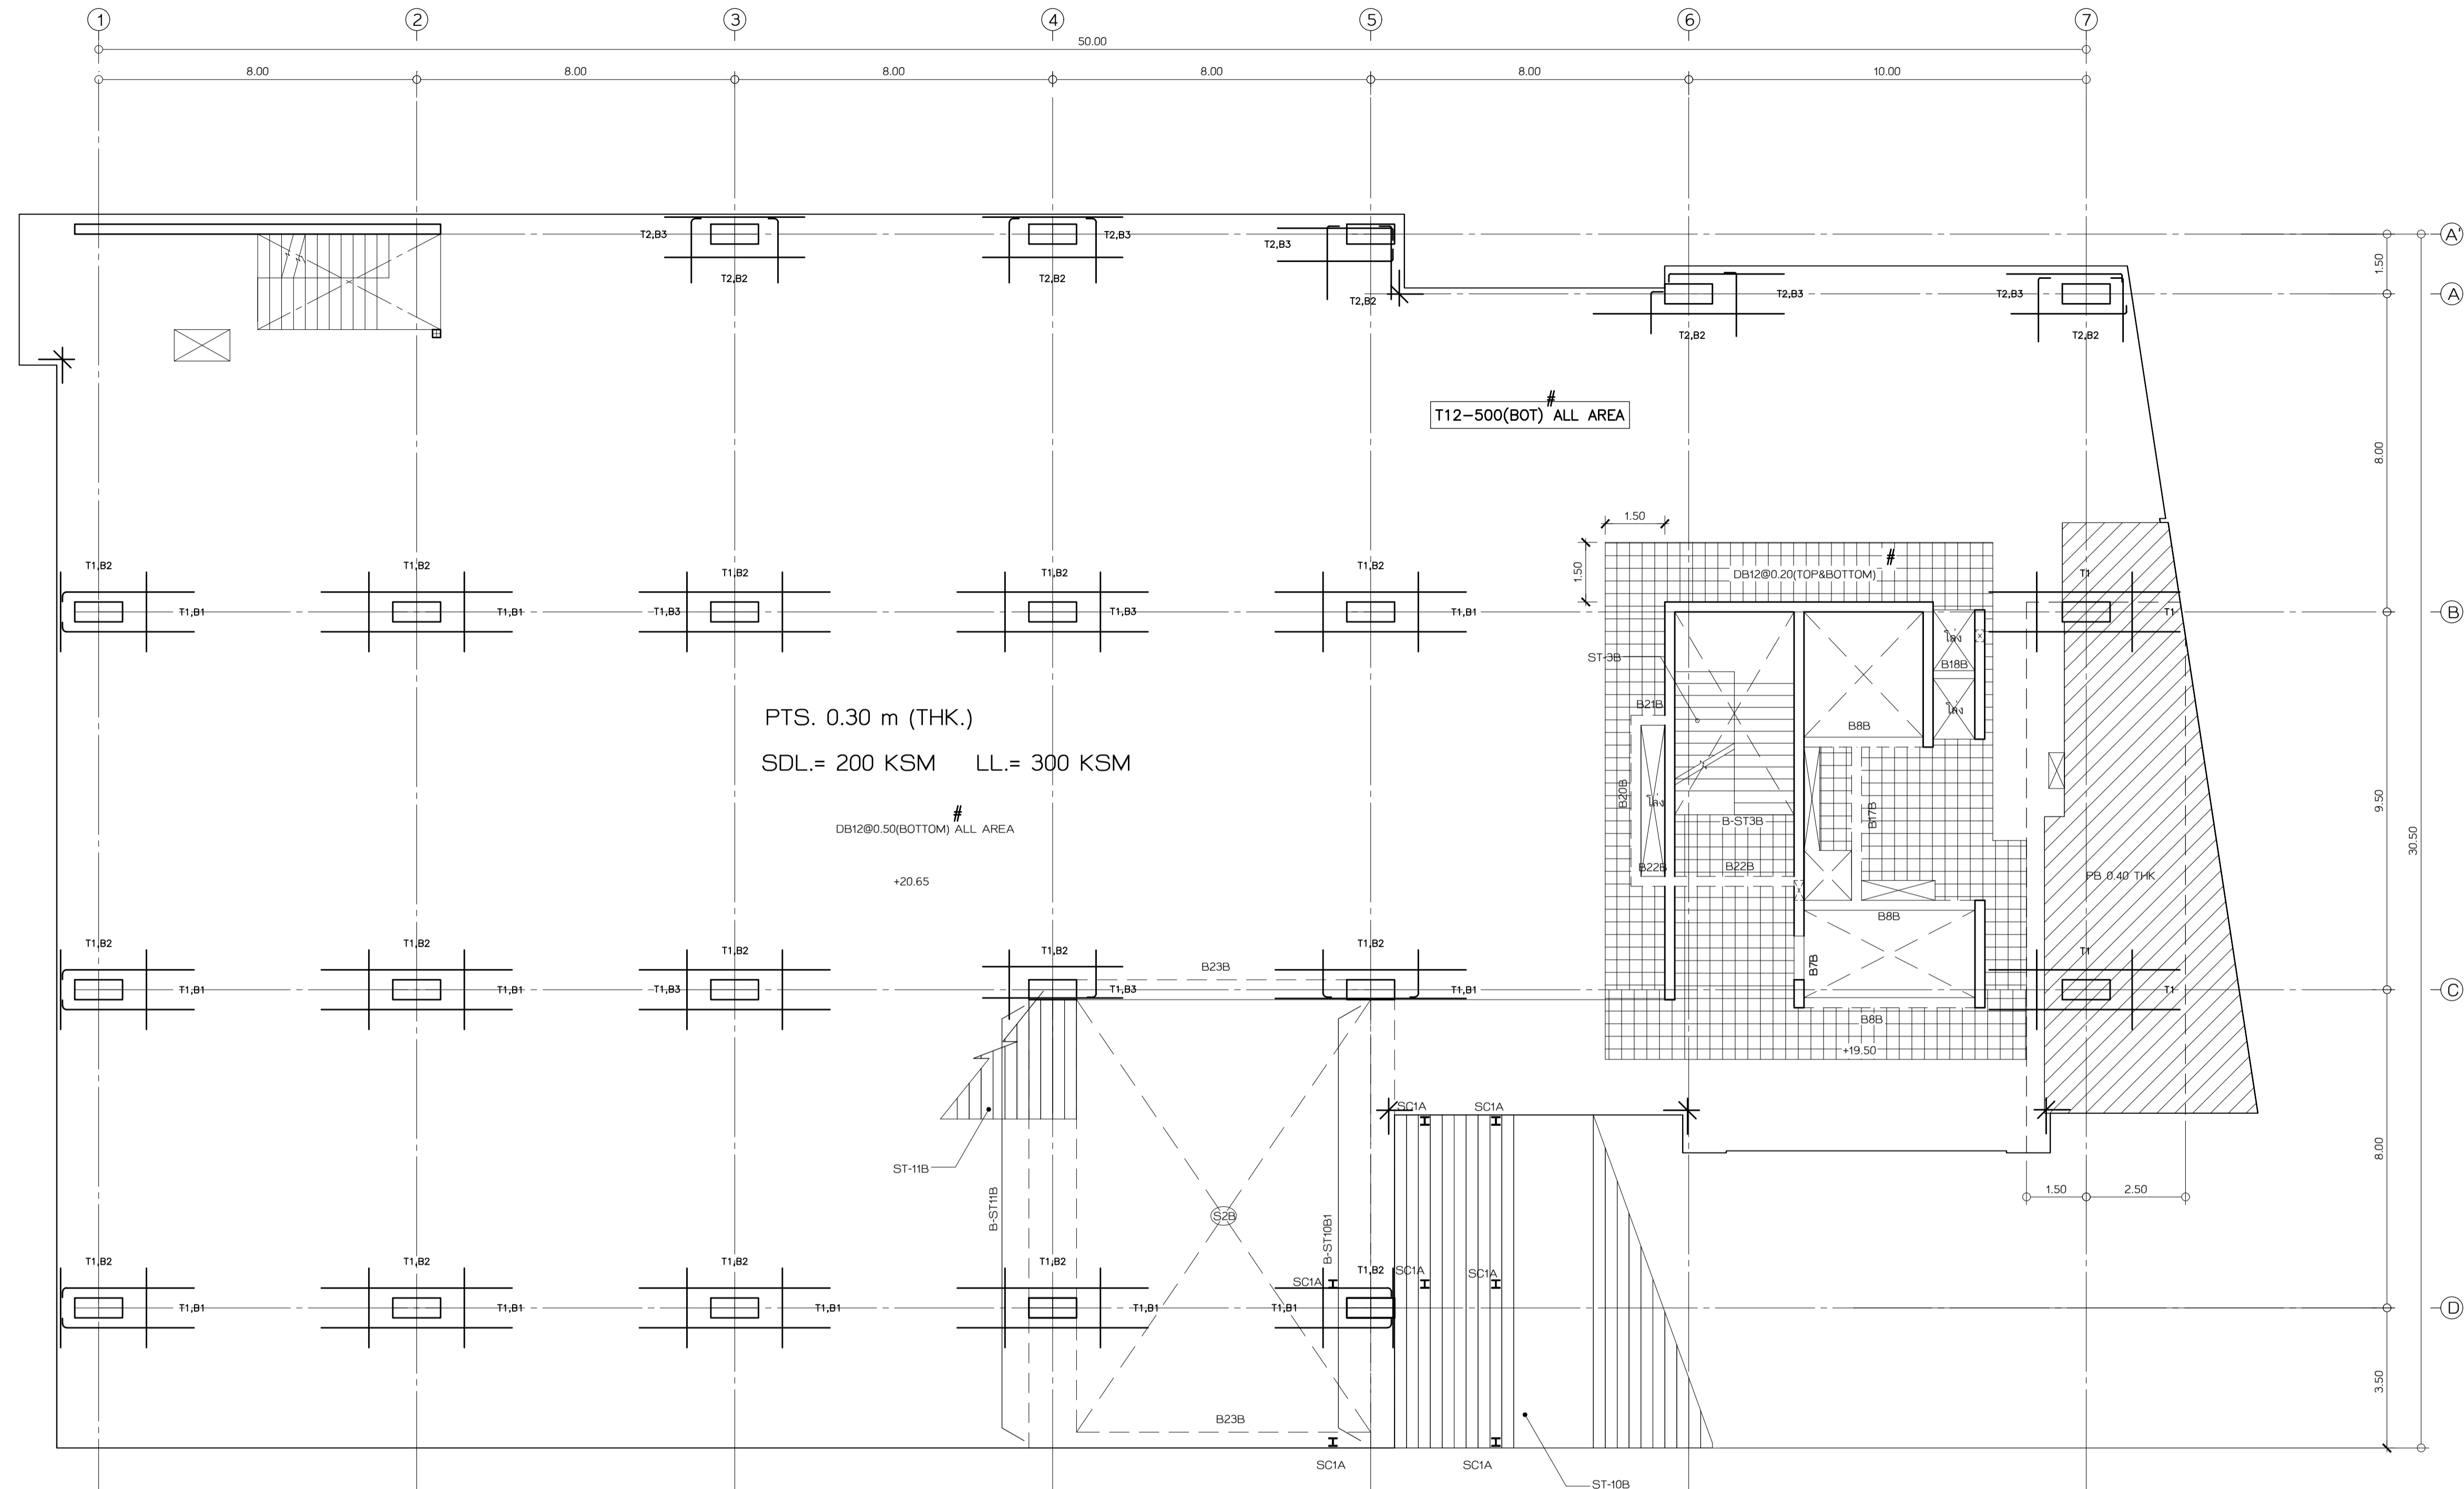 1 2 3 4 5 6 7
50.00
8.00 8.00 8.00 8.00 8.00 10.00
A'
T2,B3 T2,B3 T2,B3
T2,B2 T2,B2 T2,B2
1.50
A
T2,B3 T2,B3
T2,B2 T2,B2
#
T12-500(BOT) ALL AREA
8.00
1.50
1.50
#
DB12@0.20(TOP&BOTTOM)
T1,B2 T1,B2 T1,B2 T1,B2 T1,B2 T1
T1,B1 T1,B1 T1,B3 T1,B3 T1,B1 T1
B
โล่ง
ST-3B
B18B
B21B
โล่ง
B8B
PTS. 0.30 m (THK.)
SDL.= 200 KSM LL.= 300 KSM
#
DB12@0.50(BOTTOM) ALL AREA
B20B
โล่ง
B-ST3B
B17B
9.50
30.50
B22B
B22B
+20.65
PB 0.40 THK
B8B
T1,B2 T1,B2 T1,B2 T1,B2 T1,B2 T1
B23B
B7B
T1,B1 T1,B1 T1,B3 T1,B3 T1,B1 T1
C
B8B
+19.50
SC1A SC1A
8.00
ST-11B
1.50 2.50
B-ST11B
S2B
B-ST10B1
T1,B2 T1,B2 T1,B2 T1,B2 T1,B2
SC1A SC1A SC1A
T1,B1 T1,B1 T1,B1 T1,B1 T1,B1
D
3.50
B23B
SC1A SC1A
ST-10B